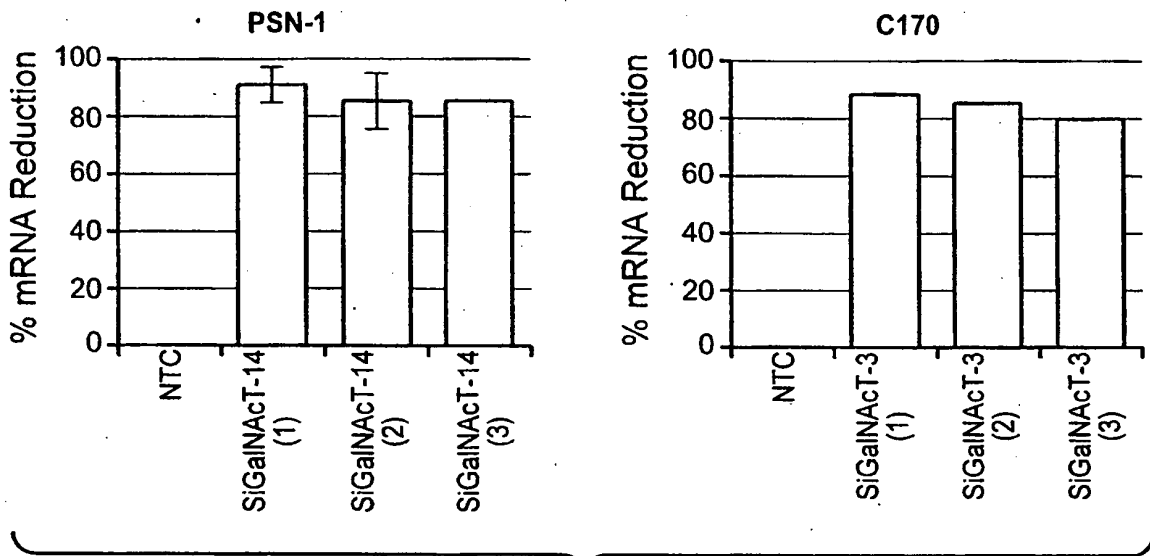 PSN-1
% mRNA Reduction
100
80
60
40
20
0
NTC
SiGalNAcT-14
(1)
SiGalNAcT-14
(2)
SiGalNAcT-14
(3)
C170
% mRNA Reduction
100
80
60
40
20
0
NTC
SiGalNAcT-3
(1)
SiGalNAcT-3
(2)
SiGalNAcT-3
(3)